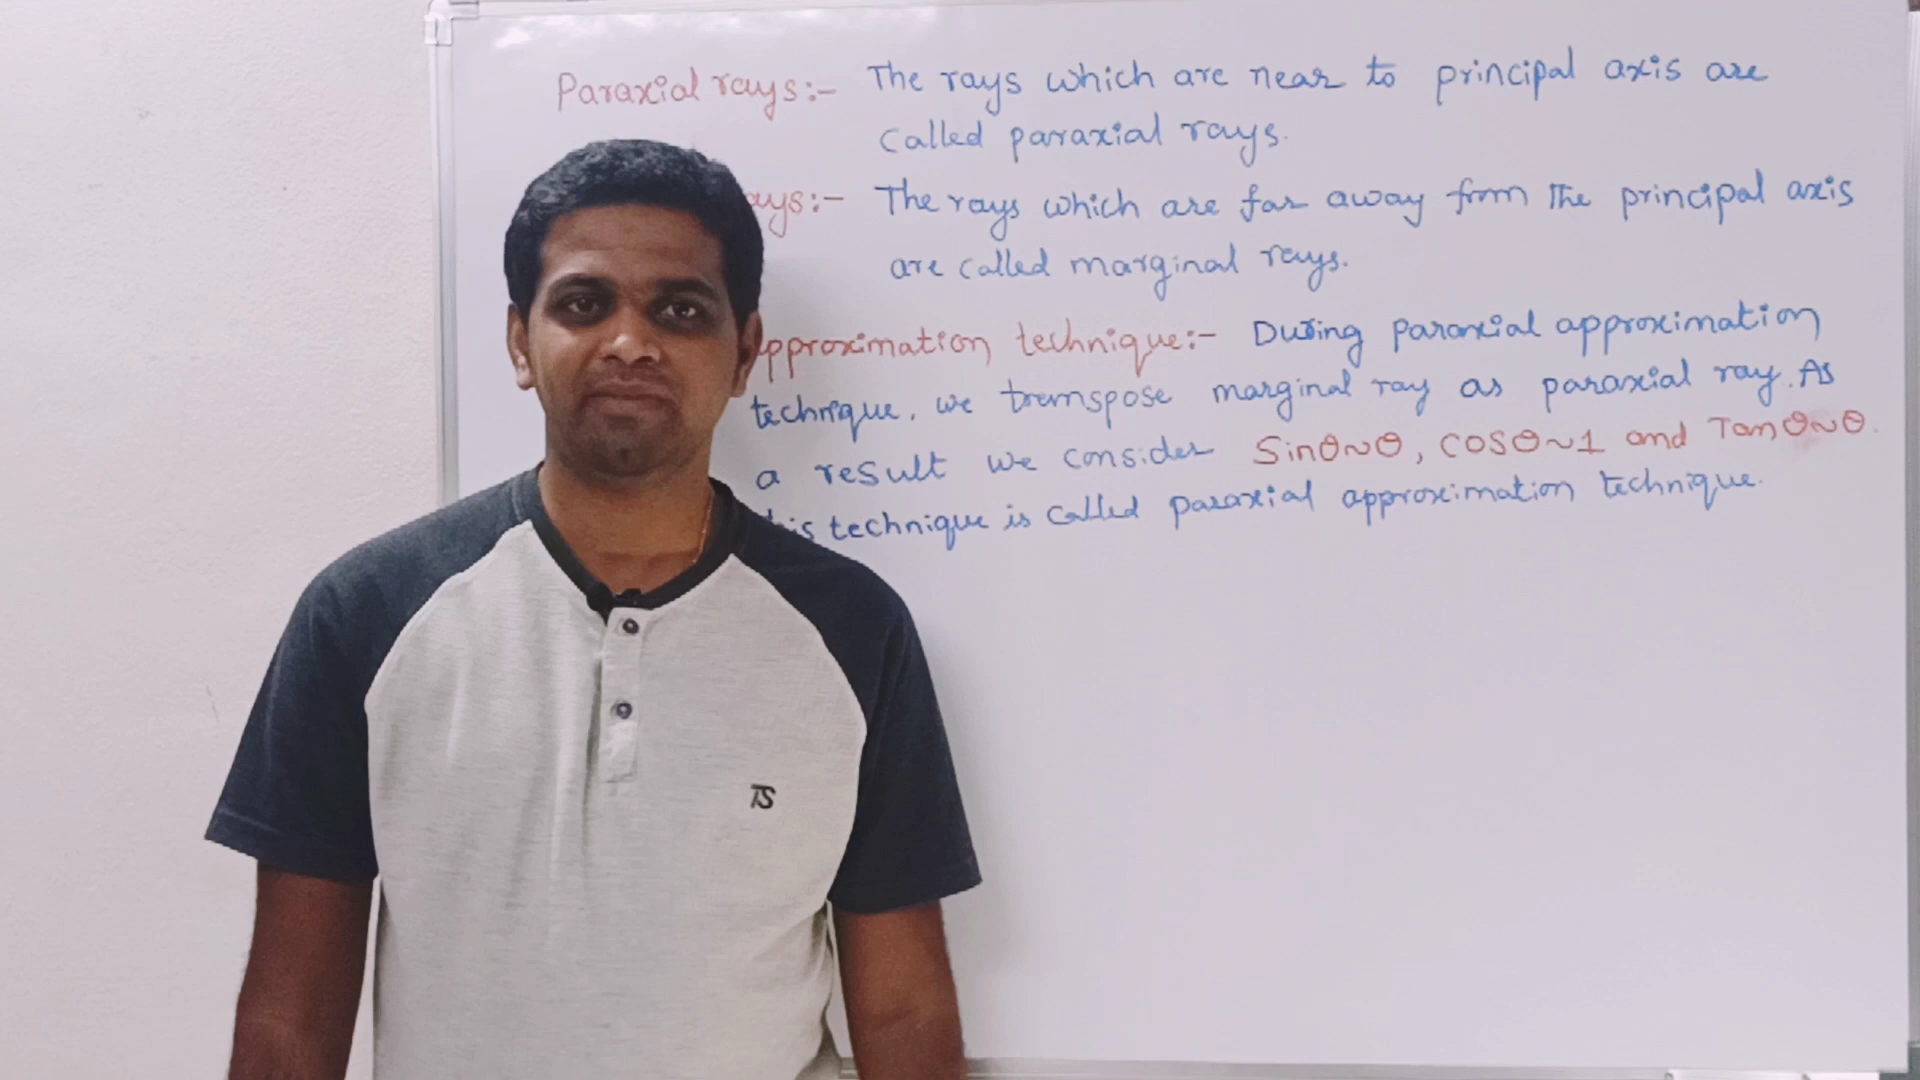 Paraxial rays:- The rays which are near to principal axis are
called paraxial rays.
ays:- The rays which are far away from the principal axis
are called marginal rays.
pproximation technique:- During paraxial approximation
technique, we transpose marginal ray as paraxial ray. As
a result we consider Sinθ~θ, COSθ~1 and Tanθ~θ.
is technique is called paraxial approximation technique.
TS